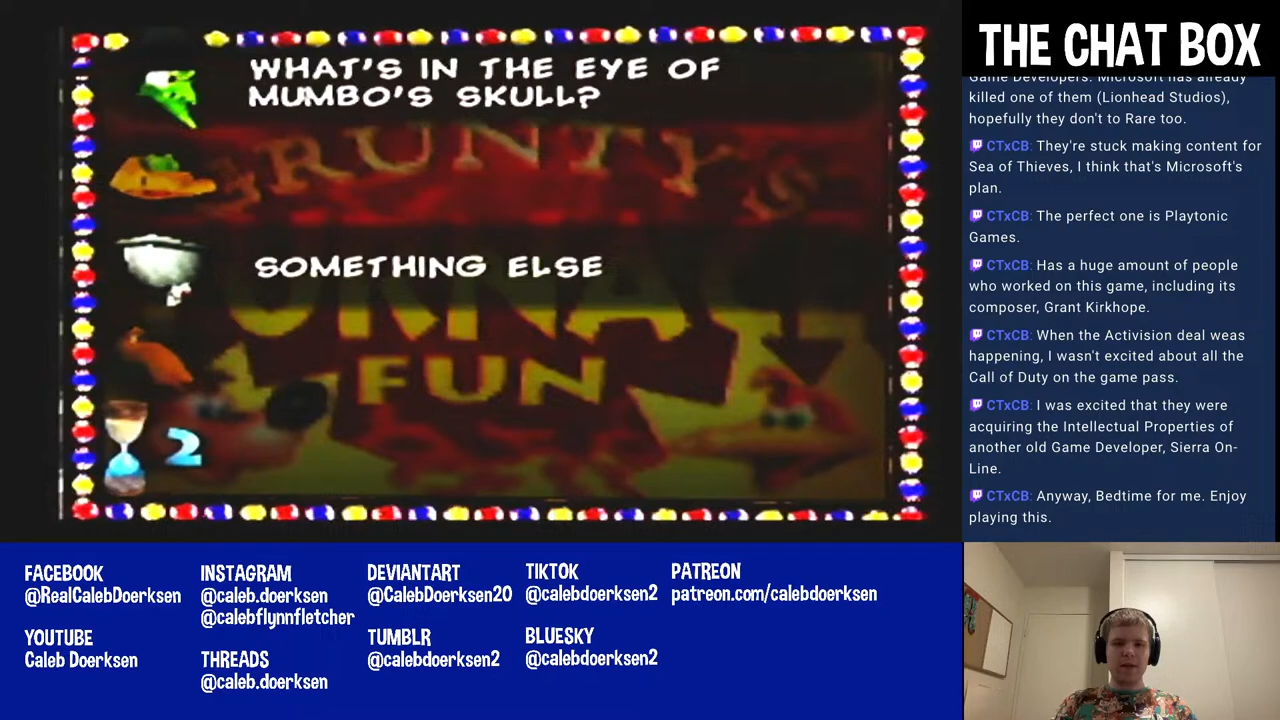 WHAT'S IN THE EYE OF
MUMBO'S SKULL?
GRUNTY'S
SOMETHING ELSE
FURNACE
FUN
2
THE CHAT BOX
Game Developers. Microsoft has already
killed one of them (Lionhead Studios),
hopefully they don't to Rare too.
CTxCB: They're stuck making content for
Sea of Thieves, I think that's Microsoft's
plan.
CTxCB: The perfect one is Playtonic
Games.
CTxCB: Has a huge amount of people
who worked on this game, including its
composer, Grant Kirkhope.
CTxCB: When the Activision deal weas
happening, I wasn't excited about all the
Call of Duty on the game pass.
CTxCB: I was excited that they were
acquiring the Intellectual Properties of
another old Game Developer, Sierra On-
Line.
CTxCB: Anyway, Bedtime for me. Enjoy
playing this.
FACEBOOK
@RealCalebDoerksen
YOUTUBE
Caleb Doerksen
INSTAGRAM
@caleb.doerksen
@calebflynnfletcher
THREADS
@caleb.doerksen
DEVIANTART
@CalebDoerksen20
TUMBLR
@calebdoerksen2
TIKTOK
@calebdoerksen2
BLUESKY
@calebdoerksen2
PATREON
patreon.com/calebdoerksen